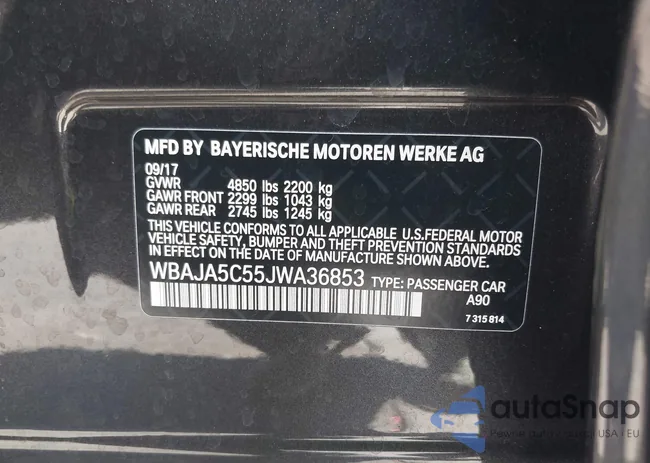 MFD BY BAYERISCHE MOTOREN WERKE AG
09/17
GVWR 4850 lbs 2200 kg
GAWR FRONT 2299 lbs 1043 kg
GAWR REAR 2745 lbs 1245 kg
THIS VEHICLE CONFORMS TO ALL APPLICABLE U.S.FEDERAL MOTOR
VEHICLE SAFETY, BUMPER AND THEFT PREVENTION STANDARDS
IN EFFECT ON THE DATE OF MANUFACTURE SHOWN ABOVE.
WBAJA5C55JWA36853 TYPE: PASSENGER CAR
A90
7 315 814
autoSnap
USA EU